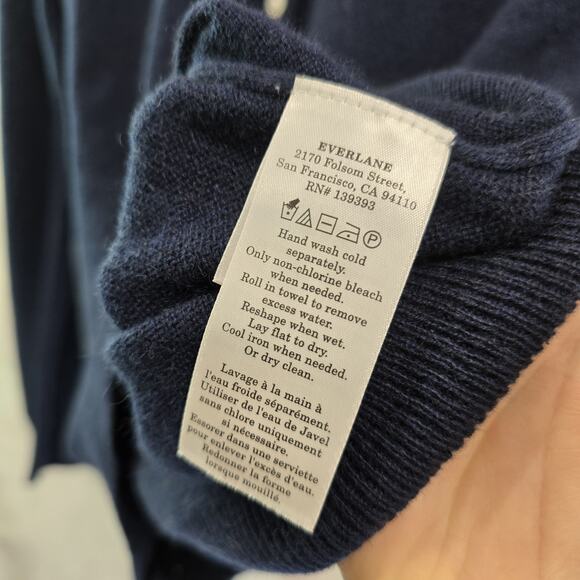 EVERLANE
2170 Folsom Street,
San Francisco, CA 94110
RN# 139393
Hand wash cold
separately.
Only non-chlorine bleach
when needed.
Roll in towel to remove
excess water.
Reshape when wet.
Lay flat to dry.
Cool iron when needed.
Or dry clean.
Lavage à la main à
l'eau froide séparément.
Utiliser de l'eau de Javel
sans chlore uniquement
si nécessaire.
Essorer dans une serviette
pour enlever l'excès d'eau.
Redonner la forme
lorsque mouillé.